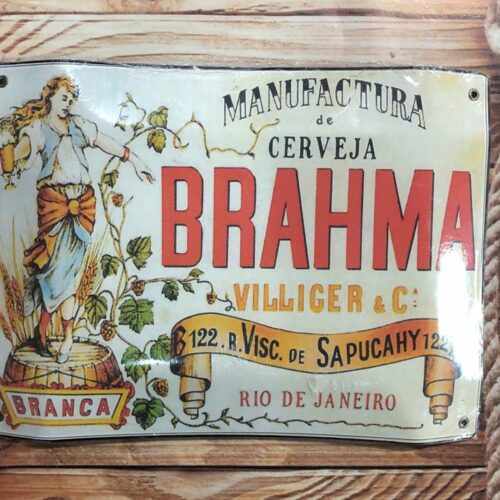 MANUFACTURA
de
CERVEJA
BRAHMA
VILLIGER & Cª:
122. R. VISC. DE SAPUCAHY 122
RIO DE JANEIRO
BRANCA